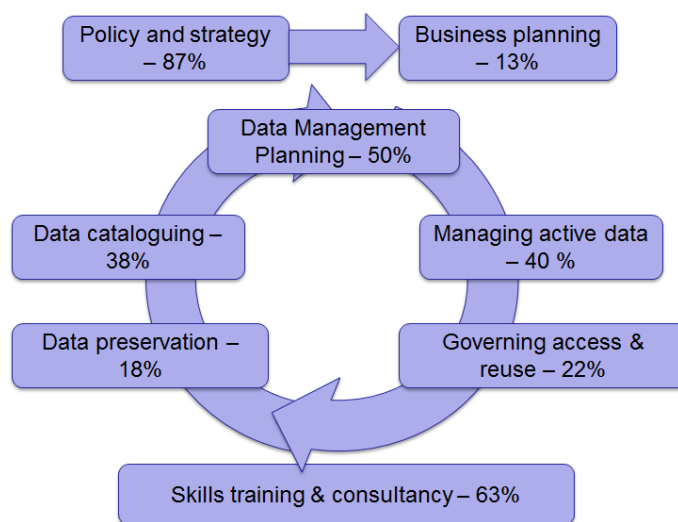 Policy and strategy
– 87%
Business planning
– 13%
Data Management
Planning – 50%
Data cataloguing –
38%
Managing active data
– 40 %
Data preservation –
18%
Governing access &
reuse – 22%
Skills training & consultancy – 63%